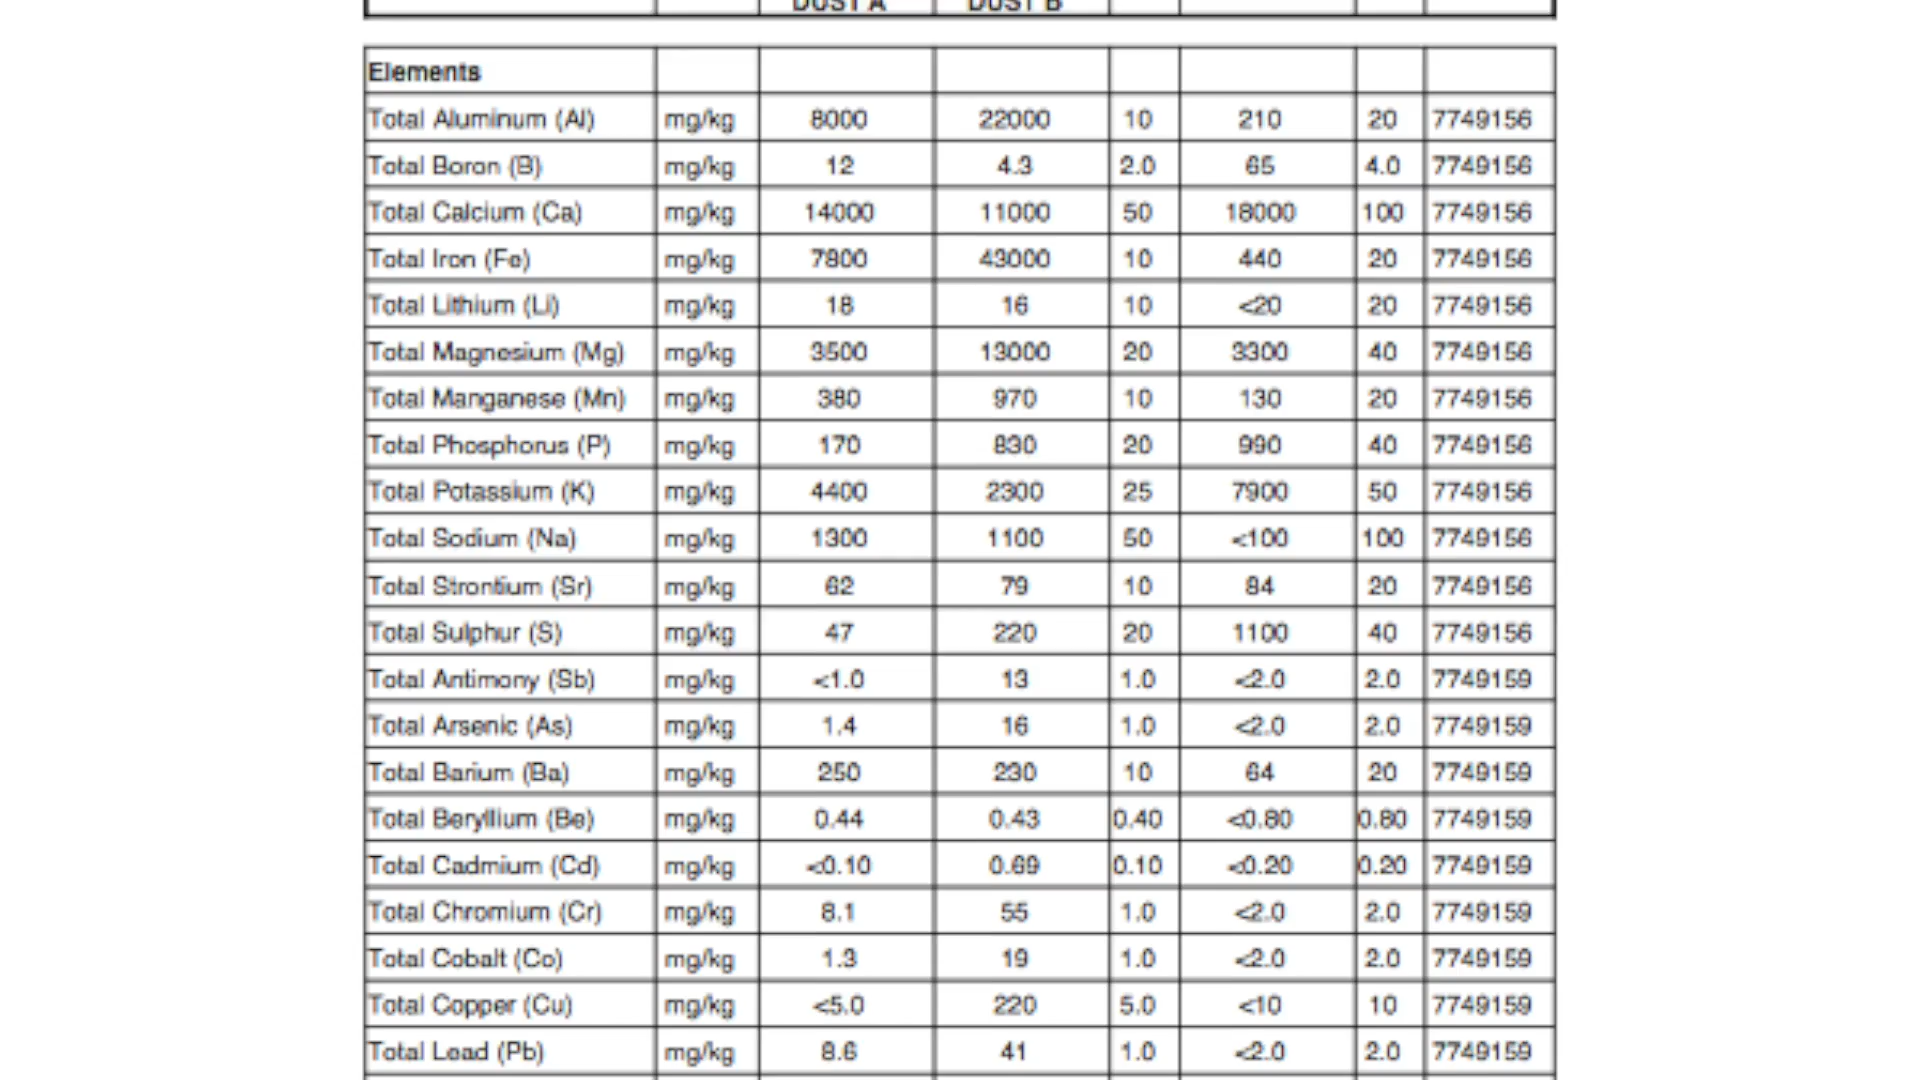 DUST A DUST B
Elements
Total Aluminum (Al) mg/kg 8000 22000 10 210 20 7749156
Total Boron (B) mg/kg 12 4.3 2.0 65 4.0 7749156
Total Calcium (Ca) mg/kg 14000 11000 50 18000 100 7749156
Total Iron (Fe) mg/kg 7800 43000 10 440 20 7749156
Total Lithium (Li) mg/kg 18 16 10 <20 20 7749156
Total Magnesium (Mg) mg/kg 3500 13000 20 3300 40 7749156
Total Manganese (Mn) mg/kg 380 970 10 130 20 7749156
Total Phosphorus (P) mg/kg 170 830 20 990 40 7749156
Total Potassium (K) mg/kg 4400 2300 25 7900 50 7749156
Total Sodium (Na) mg/kg 1300 1100 50 <100 100 7749156
Total Strontium (Sr) mg/kg 62 79 10 84 20 7749156
Total Sulphur (S) mg/kg 47 220 20 1100 40 7749156
Total Antimony (Sb) mg/kg <1.0 13 1.0 <2.0 2.0 7749159
Total Arsenic (As) mg/kg 1.4 16 1.0 <2.0 2.0 7749159
Total Barium (Ba) mg/kg 250 230 10 64 20 7749159
Total Beryllium (Be) mg/kg 0.44 0.43 0.40 <0.80 0.80 7749159
Total Cadmium (Cd) mg/kg <0.10 0.69 0.10 <0.20 0.20 7749159
Total Chromium (Cr) mg/kg 8.1 55 1.0 <2.0 2.0 7749159
Total Cobalt (Co) mg/kg 1.3 19 1.0 <2.0 2.0 7749159
Total Copper (Cu) mg/kg <5.0 220 5.0 <10 10 7749159
Total Lead (Pb) mg/kg 8.6 41 1.0 <2.0 2.0 7749159